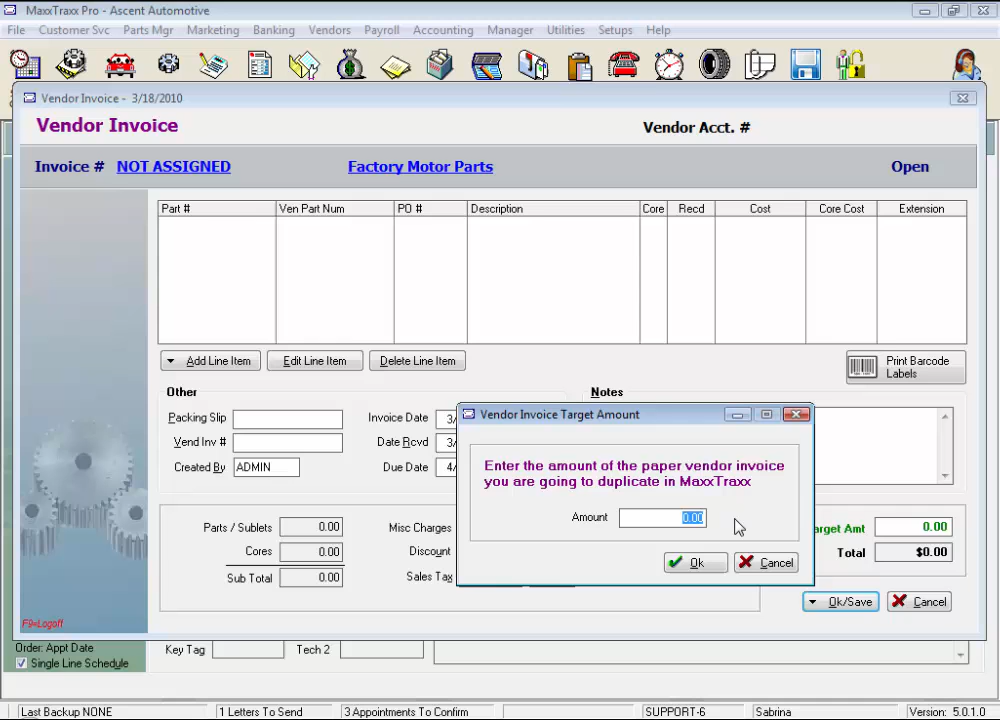 MaxxTraxx Pro - Ascent Automotive
File Customer Svc Parts Mgr Marketing Banking Vendors Payroll Accounting Manager Utilities Setups Help
Vendor Invoice - 3/18/2010
Vendor Invoice Vendor Acct. #
Invoice # NOT ASSIGNED Factory Motor Parts Open
Part # Ven Part Num PO # Description Core Recd Cost Core Cost Extension
Add Line Item Edit Line Item Delete Line Item Print Barcode Labels
Other Notes
Packing Slip Invoice Date 3/
Vend Inv # Date Rcvd 3/
Created By ADMIN Due Date 4/
Vendor Invoice Target Amount
Enter the amount of the paper vendor invoice
you are going to duplicate in MaxxTraxx
Amount 0.00
Ok Cancel
Parts / Sublets 0.00 Misc Charges arget Amt 0.00
Cores 0.00 Discount Total $0.00
Sub Total 0.00 Sales Tax
Ok/Save Cancel
F9=Logoff
Order: Appt Date Key Tag Tech 2
Single Line Schedule
Last Backup NONE 1 Letters To Send 3 Appointments To Confirm SUPPORT-6 Sabrina Version: 5.0.1.0